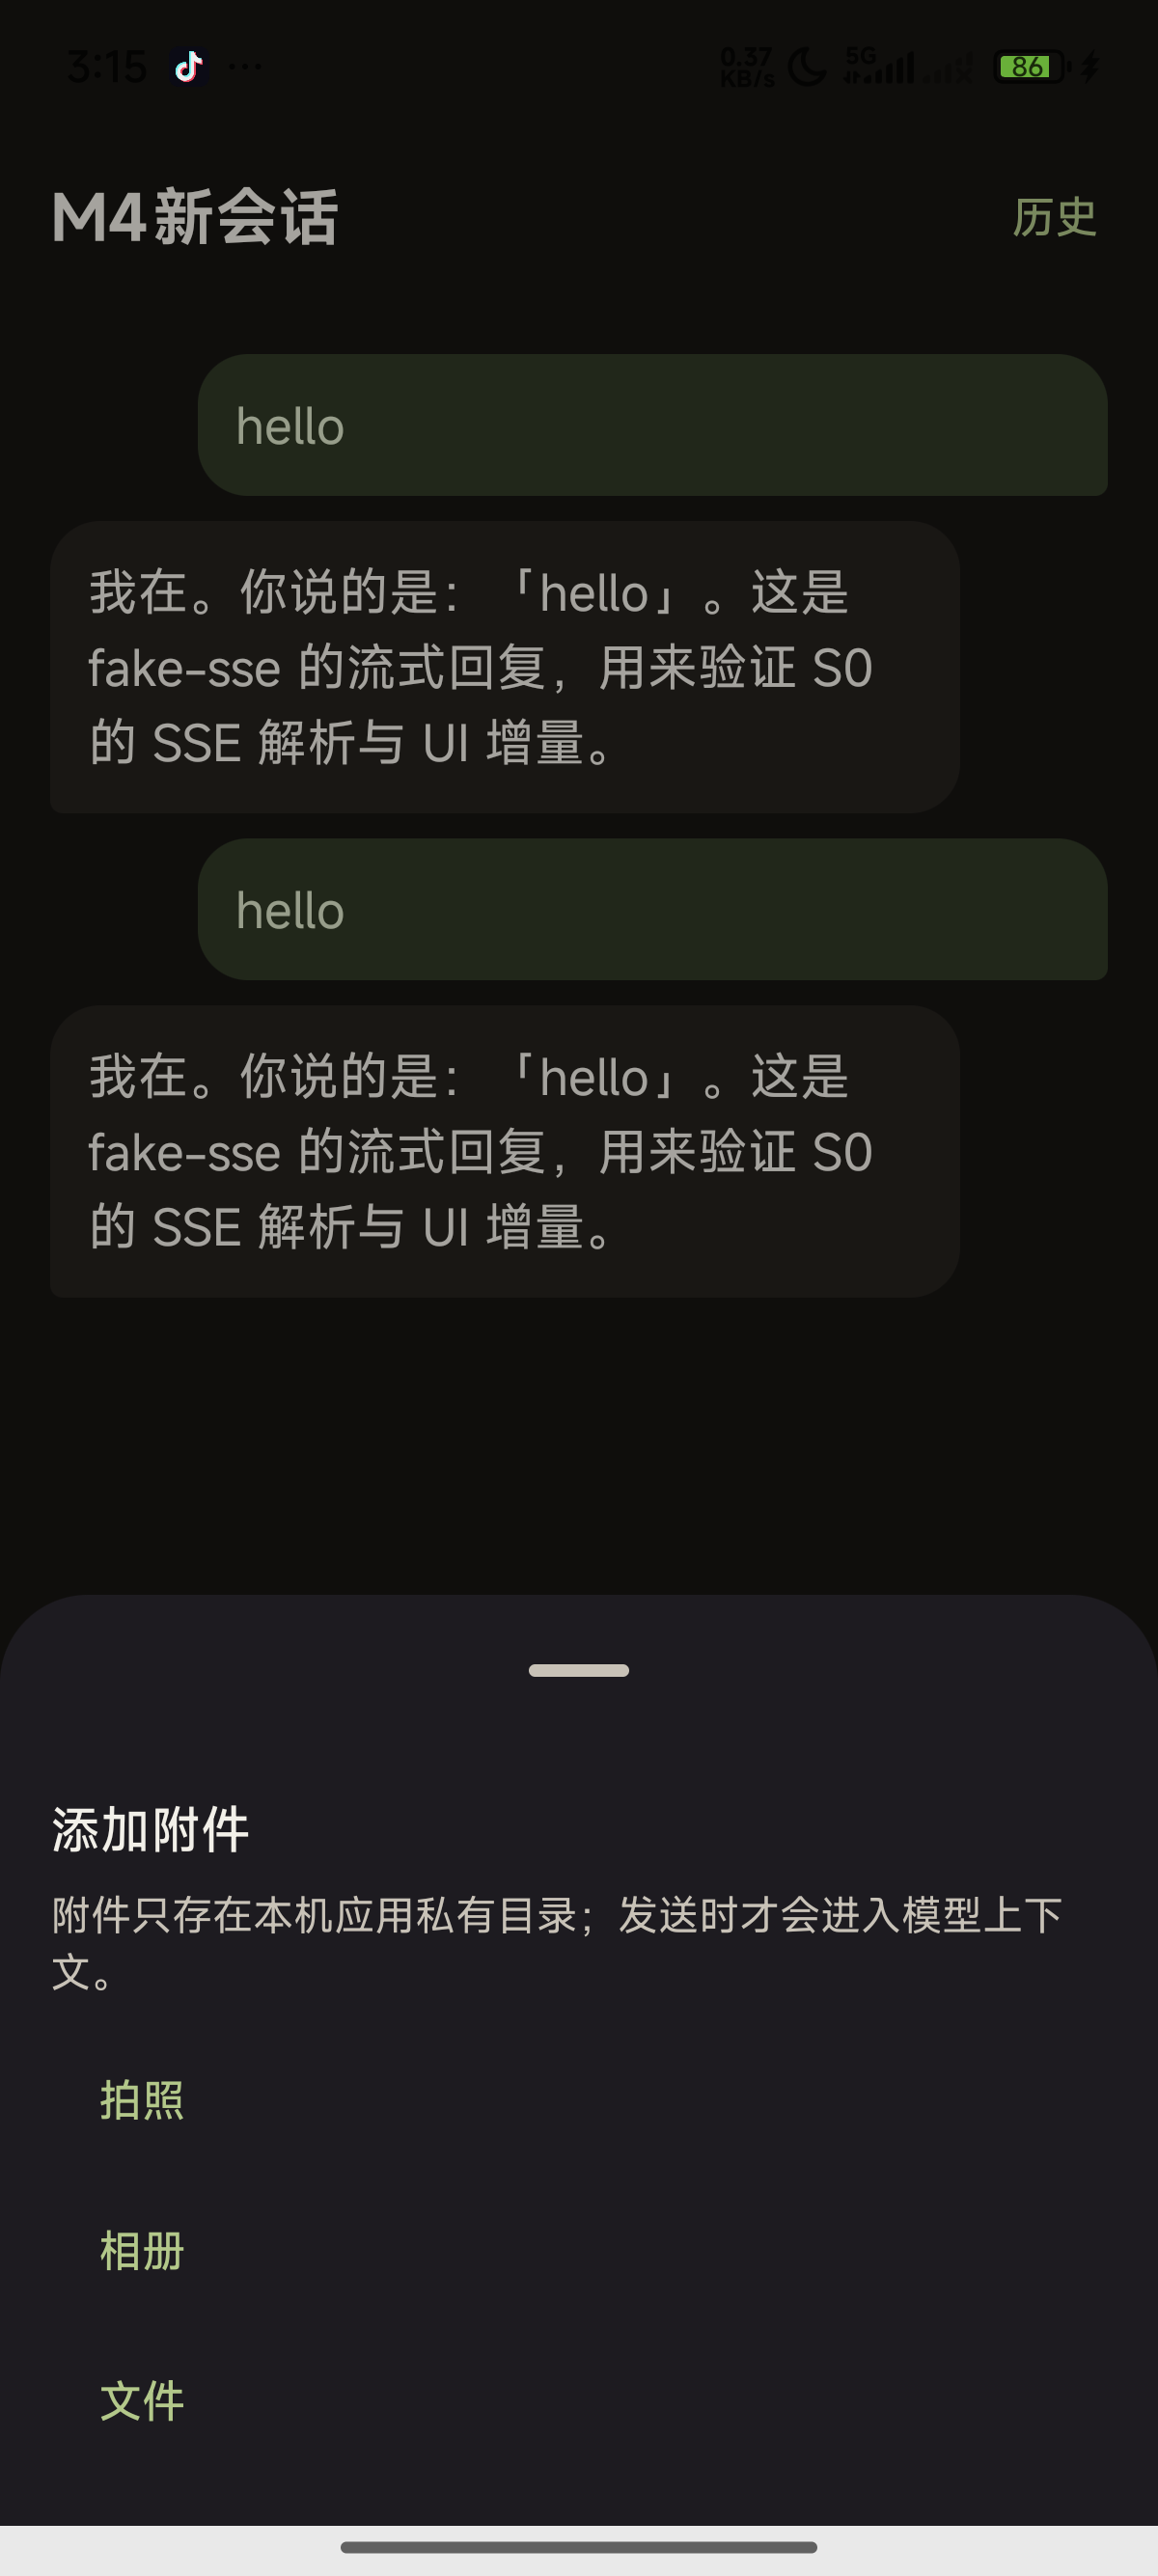 3:15 ···
0.37 KB/s 5G 86
M4新会话
历史
hello
我在。你说的是：「hello」。这是
fake-sse 的流式回复，用来验证 S0
的 SSE 解析与 UI 增量。
hello
我在。你说的是：「hello」。这是
fake-sse 的流式回复，用来验证 S0
的 SSE 解析与 UI 增量。
添加附件
附件只存在本机应用私有目录；发送时才会进入模型上下
文。
拍照
相册
文件